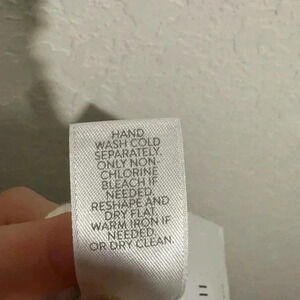 HAND
WASH COLD
SEPARATELY.
ONLY NON-
CHLORINE
BLEACH IF
NEEDED.
RESHAPE AND
DRY FLAT.
WARM IRON IF
NEEDED.
OR DRY CLEAN.